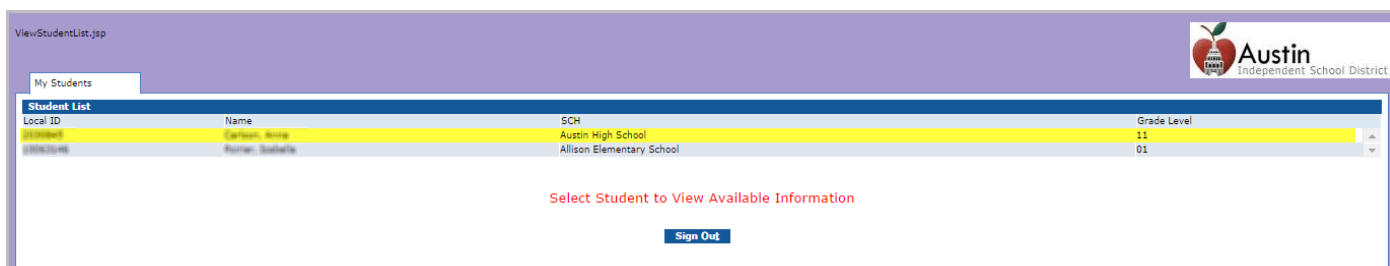 ViewStudentList.jsp
Austin
Independent School District
My Students
Student List
Local ID Name SCH Grade Level
Austin High School 11
Allison Elementary School 01
Select Student to View Available Information
Sign Out